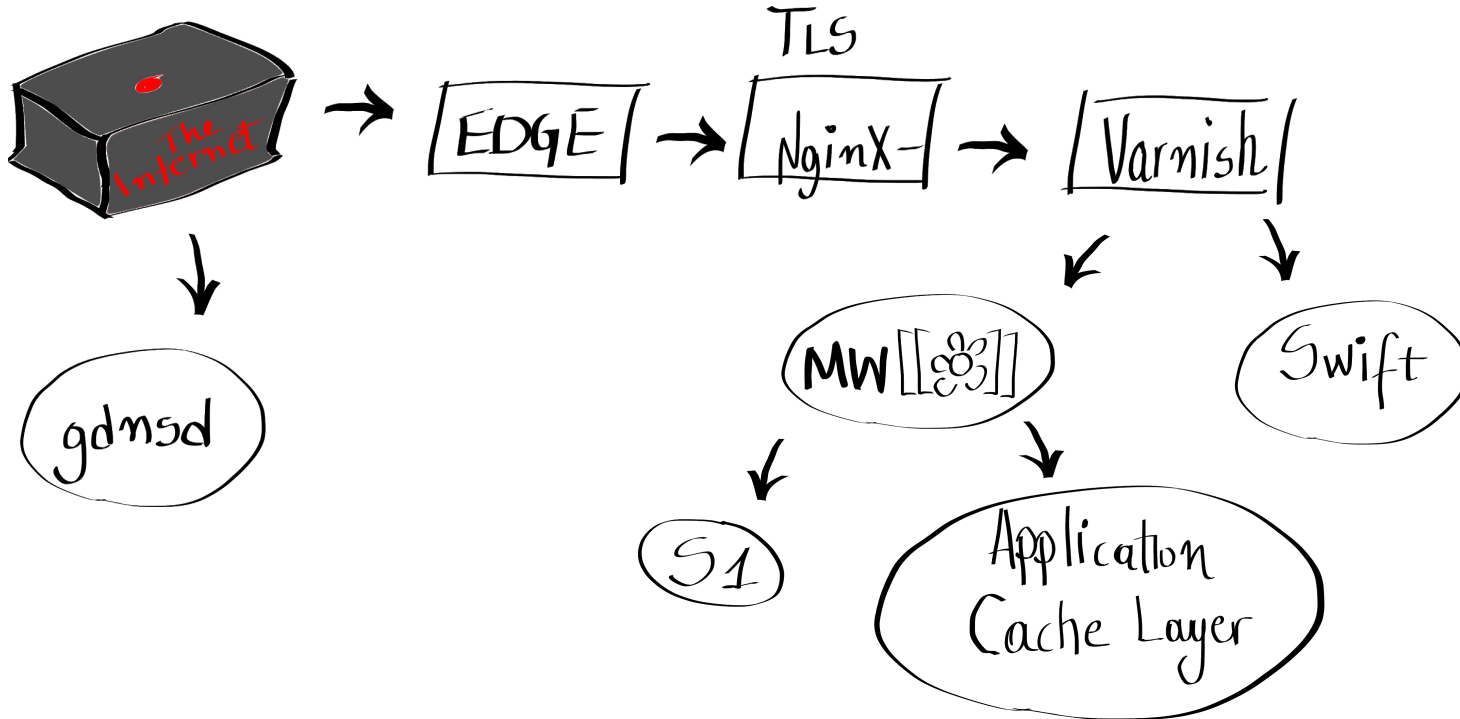 TLS
The
Internet
EDGE
NginX-
Varnish
MW[[]]
Swift
gdnsd
S1
Application
Cache Layer